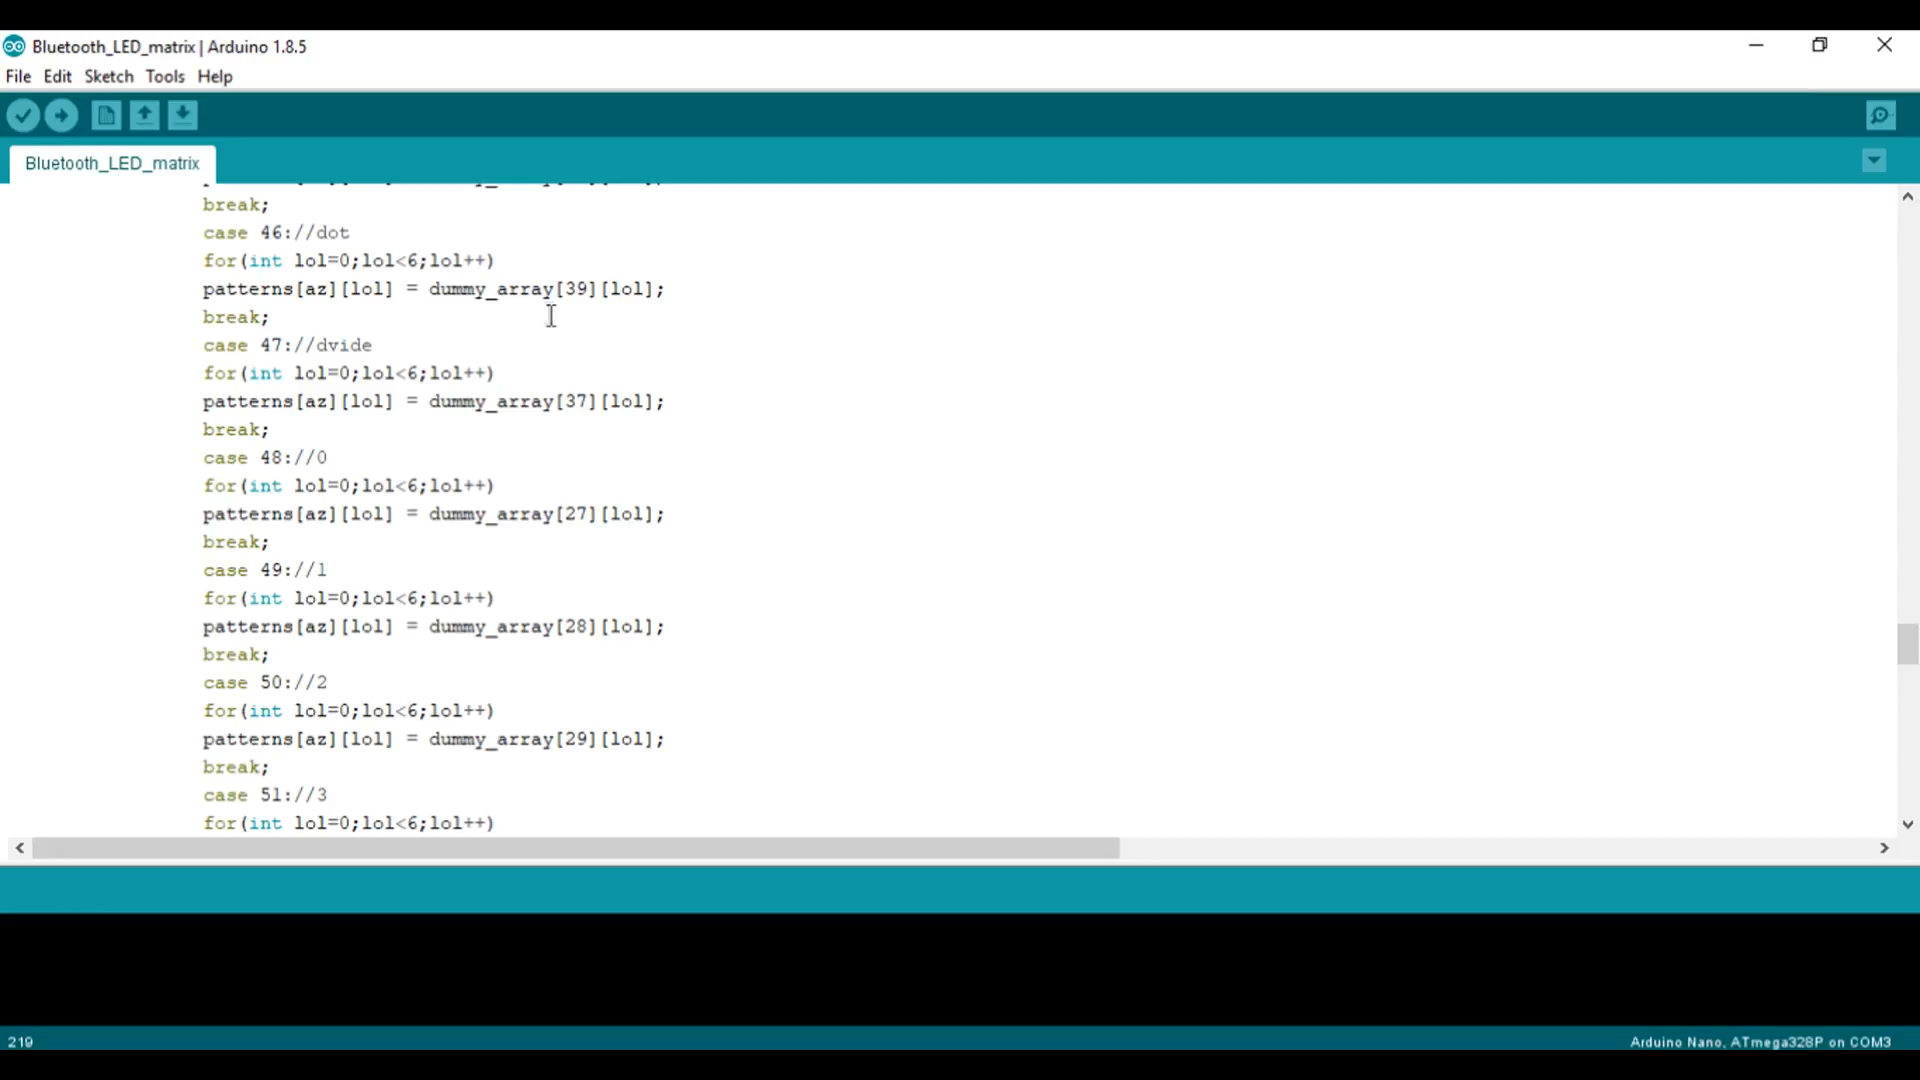 Bluetooth_LED_matrix | Arduino 1.8.5
File Edit Sketch Tools Help
Bluetooth_LED_matrix
break;
case 46://dot
for(int lol=0;lol<6;lol++)
patterns[az][lol] = dummy_array[39][lol];
break;
case 47://dvide
for(int lol=0;lol<6;lol++)
patterns[az][lol] = dummy_array[37][lol];
break;
case 48://0
for(int lol=0;lol<6;lol++)
patterns[az][lol] = dummy_array[27][lol];
break;
case 49://1
for(int lol=0;lol<6;lol++)
patterns[az][lol] = dummy_array[28][lol];
break;
case 50://2
for(int lol=0;lol<6;lol++)
patterns[az][lol] = dummy_array[29][lol];
break;
case 51://3
for(int lol=0;lol<6;lol++)
219
Arduino Nano, ATmega328P on COM3